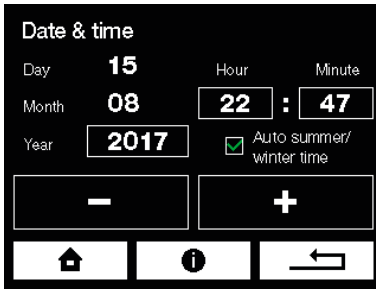 Date & time
Day 15 Hour Minute
Month 08 22 : 47
Year 2017 Auto summer/
winter time
− +
i